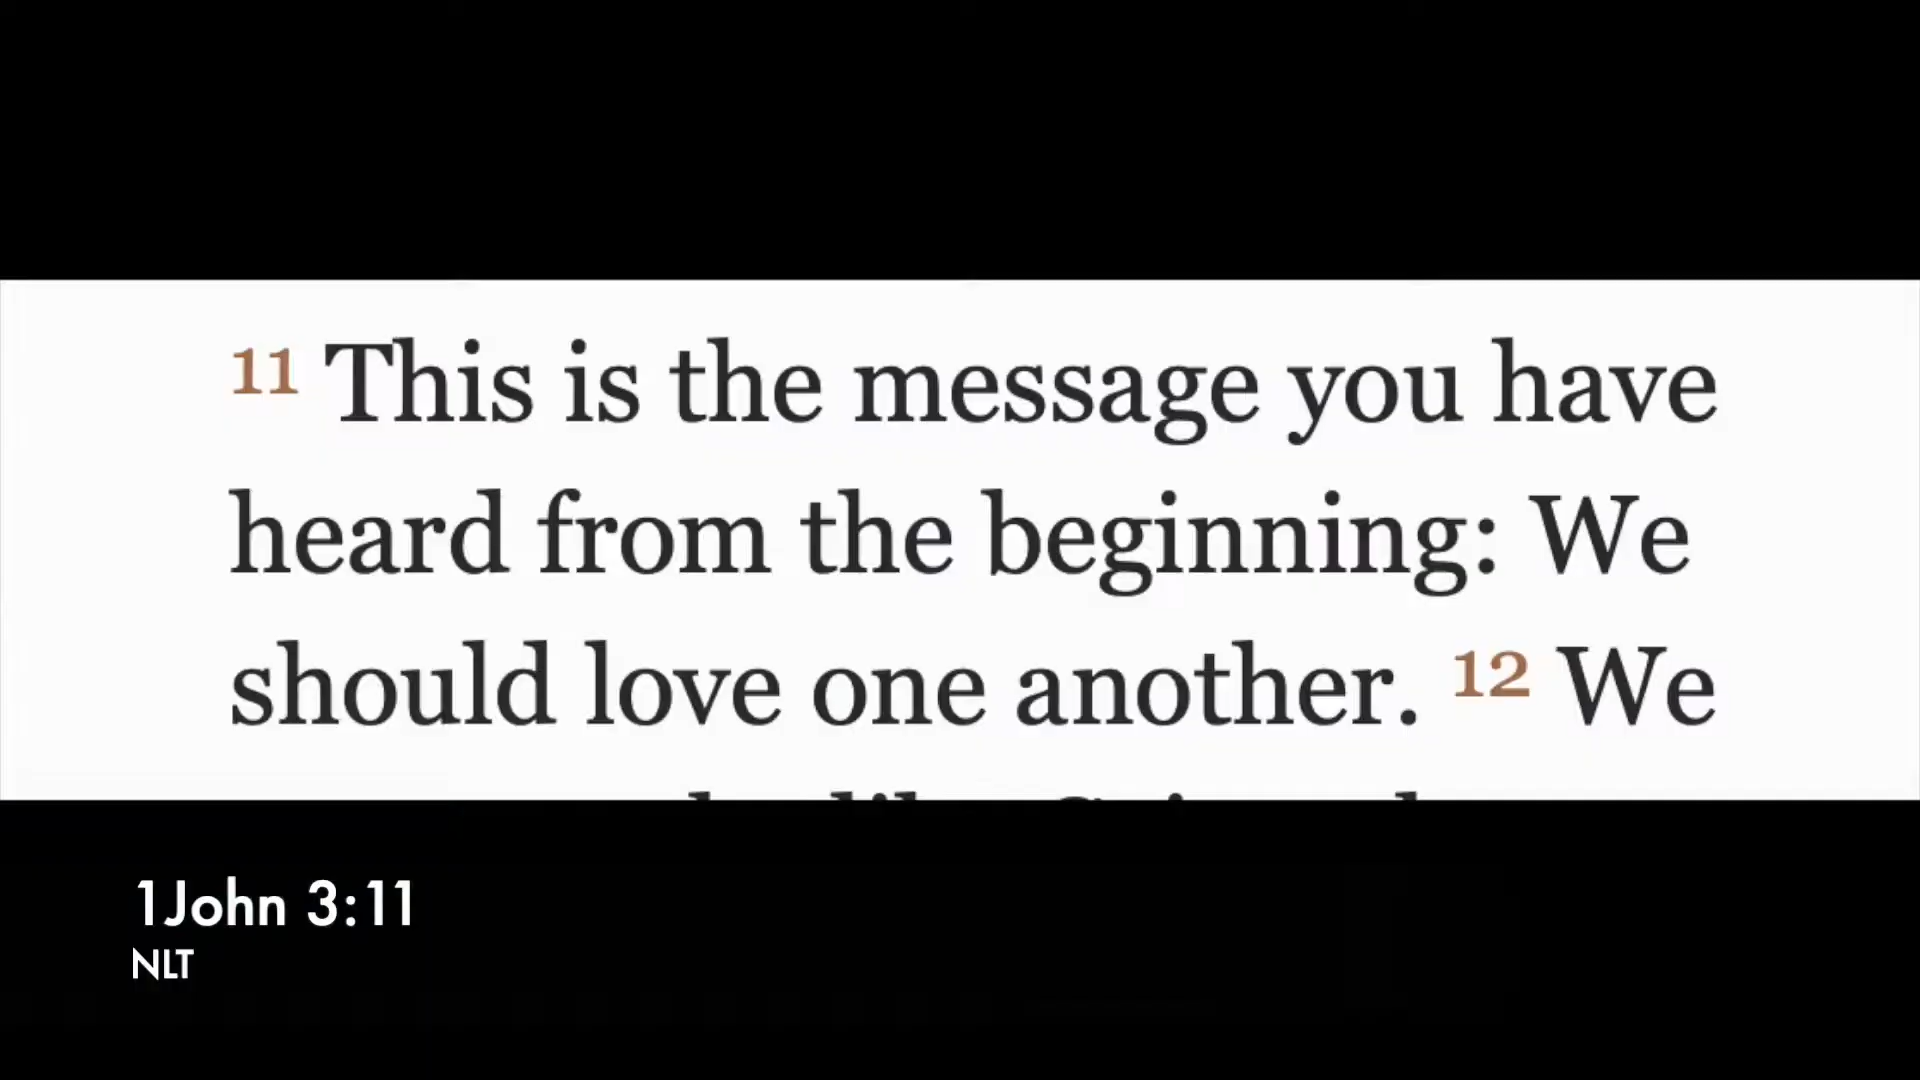 11 This is the message you have
heard from the beginning: We
should love one another. 12 We
1John 3:11
NLT